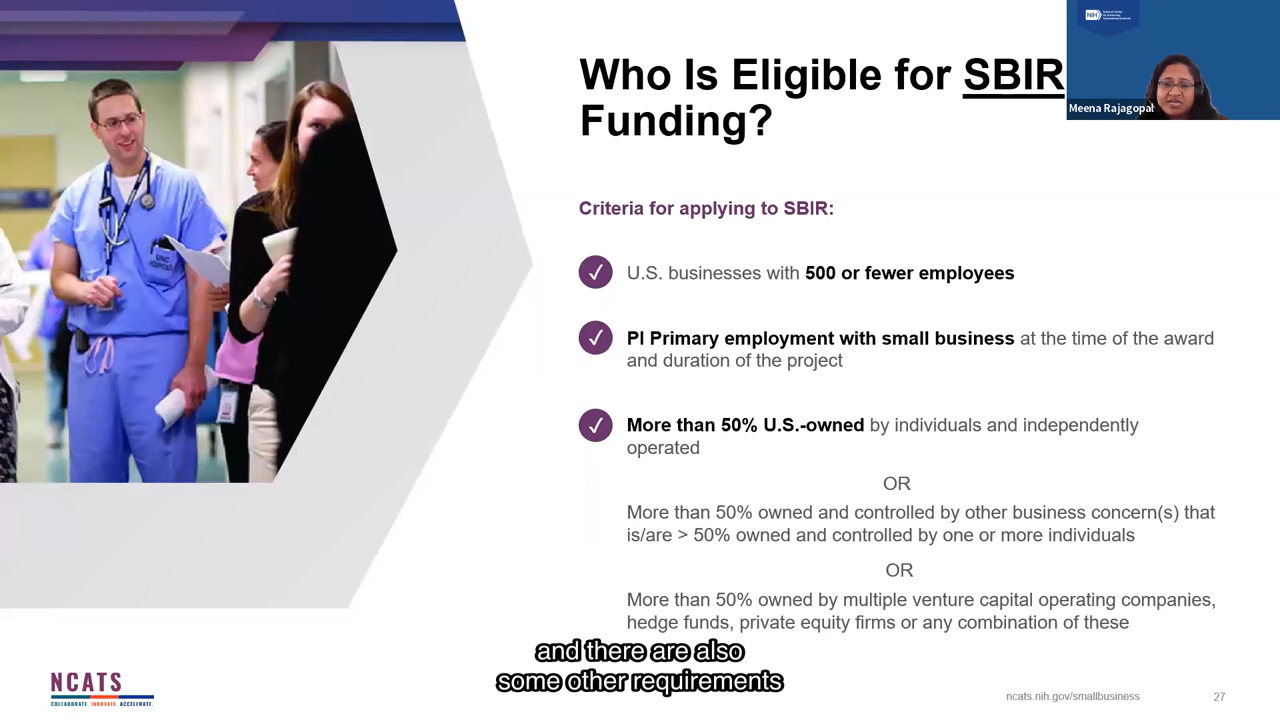 Who Is Eligible for SBIR
Funding?
NIH
Meena Rajagopal
Criteria for applying to SBIR:
✓ U.S. businesses with 500 or fewer employees
✓ PI Primary employment with small business at the time of the award
and duration of the project
✓ More than 50% U.S.-owned by individuals and independently
operated
OR
More than 50% owned and controlled by other business concern(s) that
is/are > 50% owned and controlled by one or more individuals
OR
More than 50% owned by multiple venture capital operating companies,
hedge funds, private equity firms or any combination of these
UNC
HOSPITALS
and there are also
some other requirements
NCATS
COLLABORATE. INNOVATE. ACCELERATE.
ncats.nih.gov/smallbusiness
27